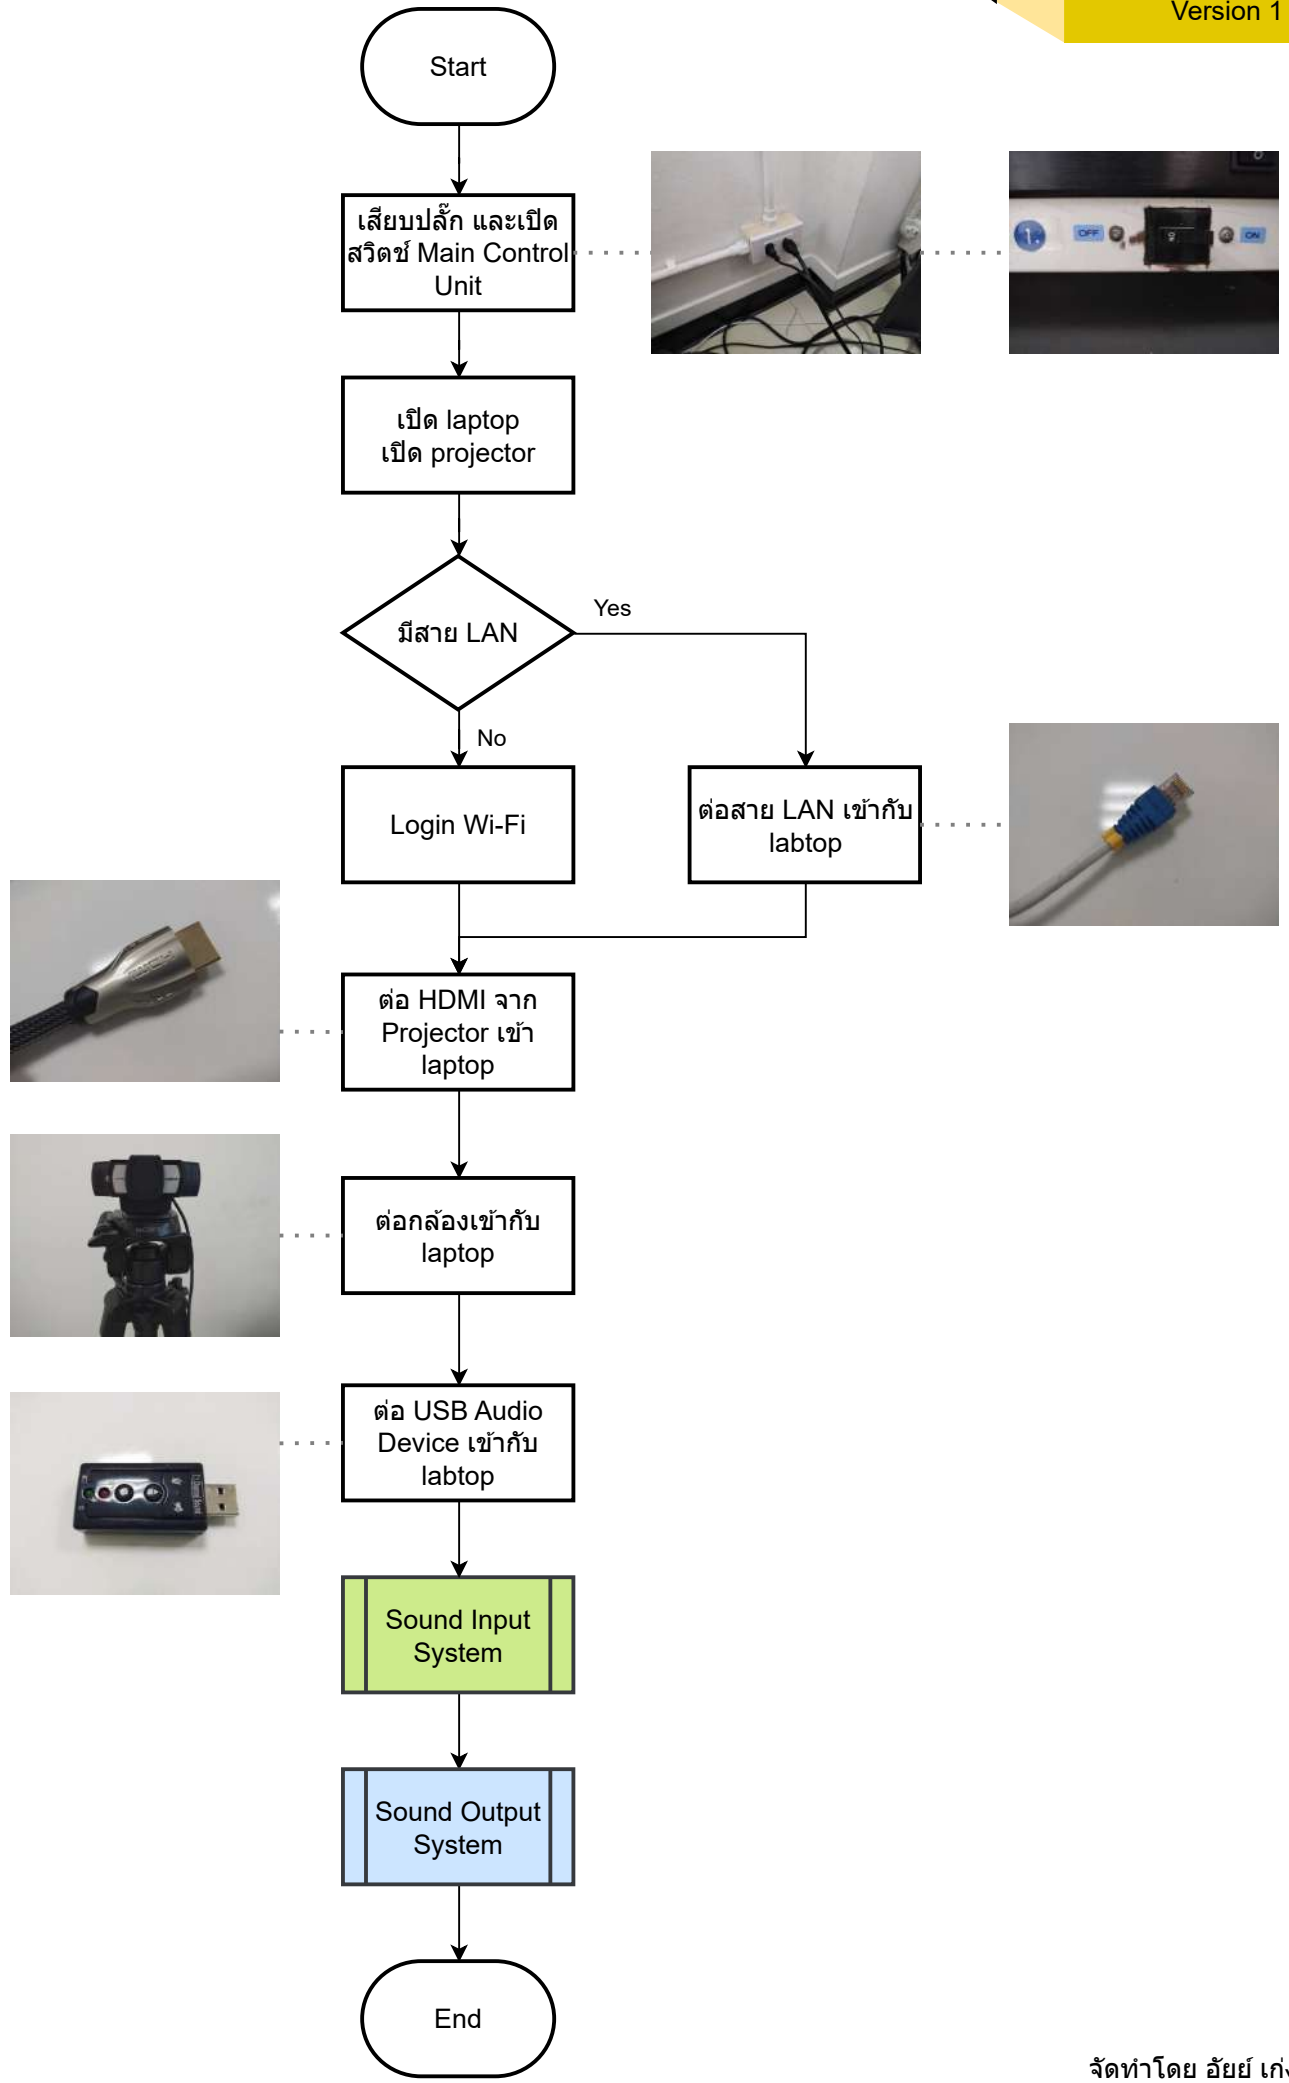 Version 1
Start
เสียบปลั๊ก และเปิด
สวิตช์ Main Control
Unit
1.
OFF
ON
เปิด laptop
เปิด projector
มีสาย LAN
Yes
No
Login Wi-Fi
ต่อสาย LAN เข้ากับ
labtop
HDMI
ต่อ HDMI จาก
Projector เข้า
laptop
ต่อกล้องเข้ากับ
laptop
ต่อ USB Audio
Device เข้ากับ
labtop
Sound Input
System
Sound Output
System
End
จัดทำโดย อัยย์ เก่ง